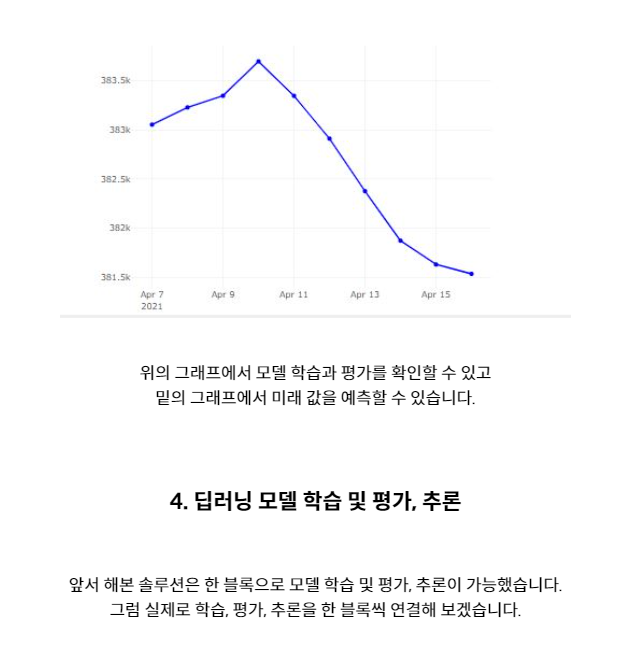 383.5k
383k
382.5k
382k
381.5k
Apr 7 Apr 9 Apr 11 Apr 13 Apr 15
2021
위의 그래프에서 모델 학습과 평가를 확인할 수 있고
밑의 그래프에서 미래 값을 예측할 수 있습니다.
4. 딥러닝 모델 학습 및 평가, 추론
앞서 해본 솔루션은 한 블록으로 모델 학습 및 평가, 추론이 가능했습니다.
그럼 실제로 학습, 평가, 추론을 한 블록씩 연결해 보겠습니다.